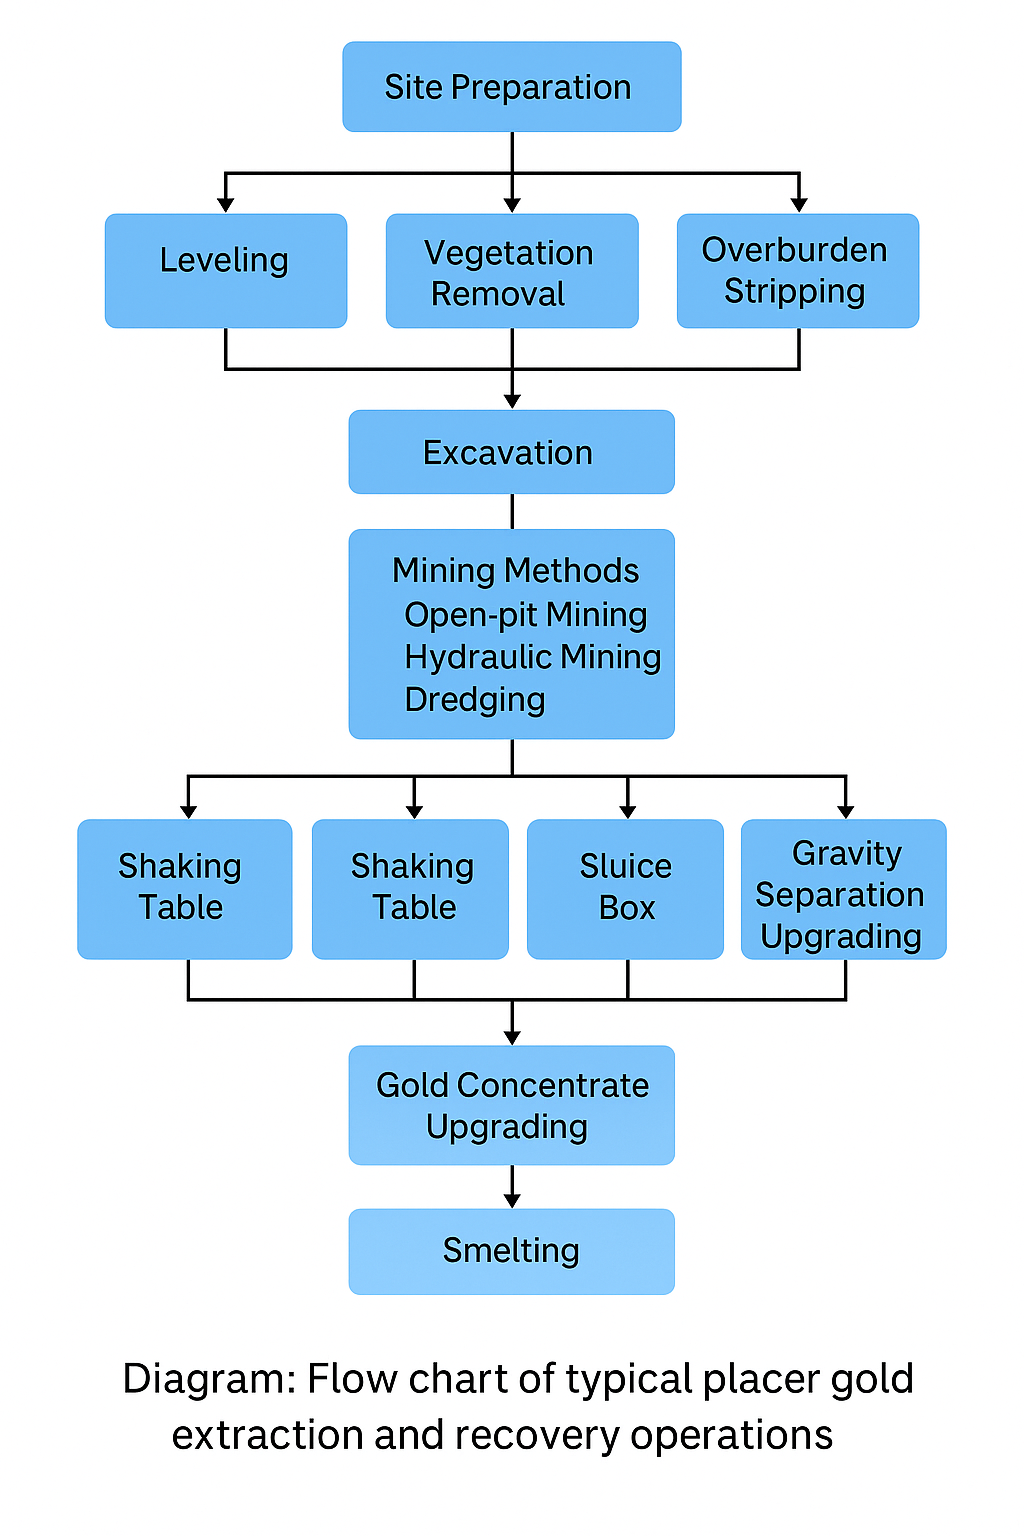 Site Preparation
Leveling
Vegetation
Removal
Overburden
Stripping
Excavation
Mining Methods
Open-pit Mining
Hydraulic Mining
Dredging
Shaking
Table
Shaking
Table
Sluice
Box
Gravity
Separation
Upgrading
Gold Concentrate
Upgrading
Smelting
Diagram: Flow chart of typical placer gold
extraction and recovery operations